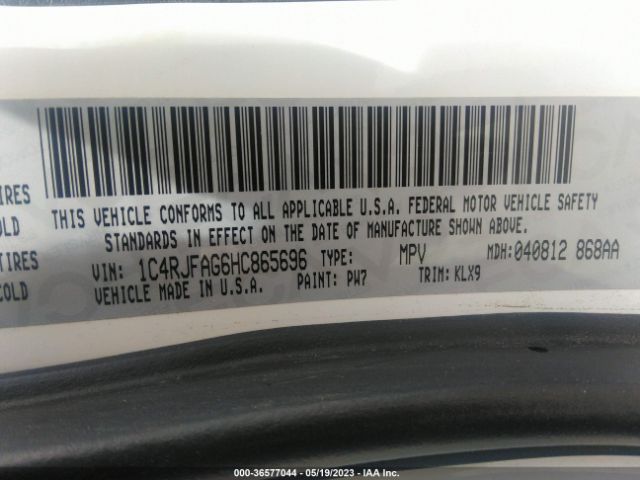 IRES
THIS VEHICLE CONFORMS TO ALL APPLICABLE U.S.A. FEDERAL MOTOR VEHICLE SAFETY
OLD
STANDARDS IN EFFECT ON THE DATE OF MANUFACTURE SHOWN ABOVE.
IRES
VIN: 1C4RJFAG6HC865696 TYPE: MPV MDH:040812 868AA
COLD
VEHICLE MADE IN U.S.A. PAINT: PW7 TRIM: KLX9
000-36577044 / 05/19/2023 - IAA Inc.